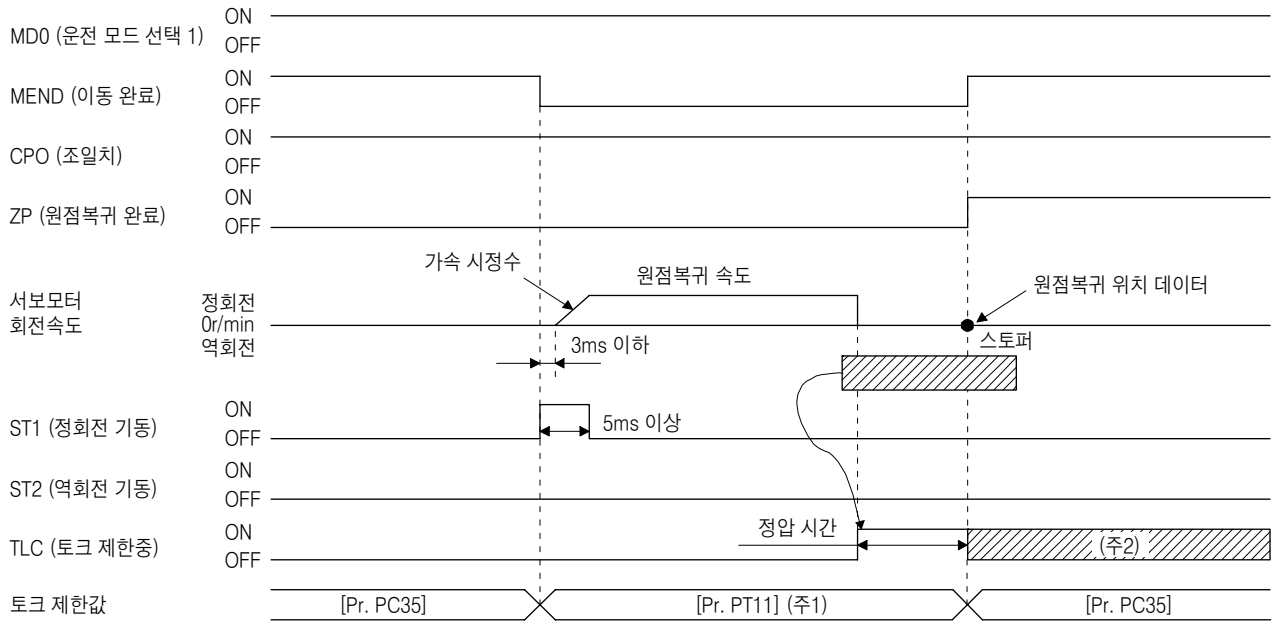 MD0 (운전 모드 선택 1)
ON
OFF
MEND (이동 완료)
ON
OFF
CPO (조일치)
ON
OFF
ZP (원점복귀 완료)
ON
OFF
가속 시정수
원점복귀 속도
원점복귀 위치 데이터
서보모터
회전속도
정회전
0r/min
역회전
3ms 이하
스토퍼
ST1 (정회전 기동)
ON
OFF
5ms 이상
ST2 (역회전 기동)
ON
OFF
TLC (토크 제한중)
ON
OFF
정압 시간
(주2)
토크 제한값
[Pr. PC35]
[Pr. PT11] (주1)
[Pr. PC35]